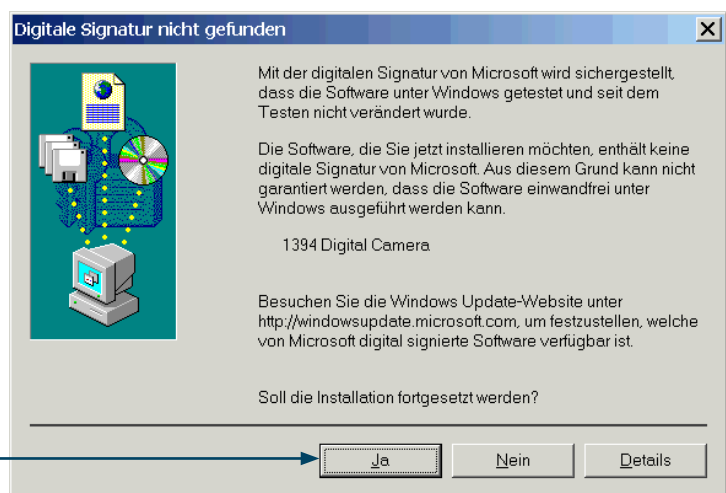 Digitale Signatur nicht gefunden
Mit der digitalen Signatur von Microsoft wird sichergestellt,
dass die Software unter Windows getestet und seit dem
Testen nicht verändert wurde.
Die Software, die Sie jetzt installieren möchten, enthält keine
digitale Signatur von Microsoft. Aus diesem Grund kann nicht
garantiert werden, dass die Software einwandfrei unter
Windows ausgeführt werden kann.
1394 Digital Camera
Besuchen Sie die Windows Update-Website unter
http://windowsupdate.microsoft.com, um festzustellen, welche
von Microsoft digital signierte Software verfügbar ist.
Soll die Installation fortgesetzt werden?
Ja Nein Details